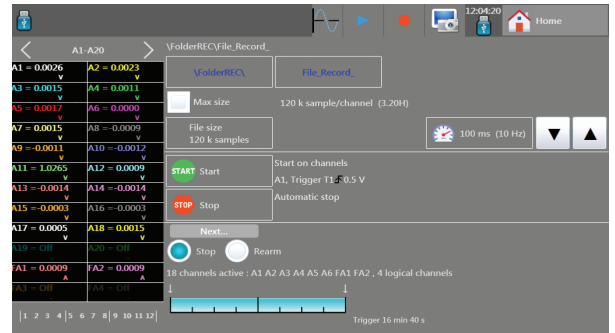 12:04:20
Home
A1-A20
\FolderREC\File_Record_
A1 = 0.0026
V
A2 = 0.0023
V
\FolderREC\
File_Record_
A3 = 0.0015
V
A4 = 0.0011
V
Max size
120 k sample/channel (3.20H)
A5 = 0.0017
V
A6 = 0.0000
V
A7 = 0.0015
V
A8 =-0.0009
V
File size
120 k samples
100 ms (10 Hz)
A9 =-0.0011
V
A10 =-0.0012
V
A11 = 1.0265
V
A12 = 0.0009
V
START Start
Start on channels
A1, Trigger T1 0.5 V
A13 =-0.0014
V
A14 =-0.0014
V
Automatic stop
A15 =-0.0003
V
A16 =-0.0003
V
STOP Stop
A17 = 0.0005
V
A18 = 0.0015
V
Next...
A19 = Off
A20 = Off
Stop
Rearm
FA1 = 0.0009
A
FA2 = 0.0009
A
18 channels active : A1 A2 A3 A4 A5 A6 FA1 FA2 , 4 logical channels
FA3 = Off
FA4 = Off
|1 2 3 4|5 6 7 8|9 10 11 12|
Trigger 16 min 40 s